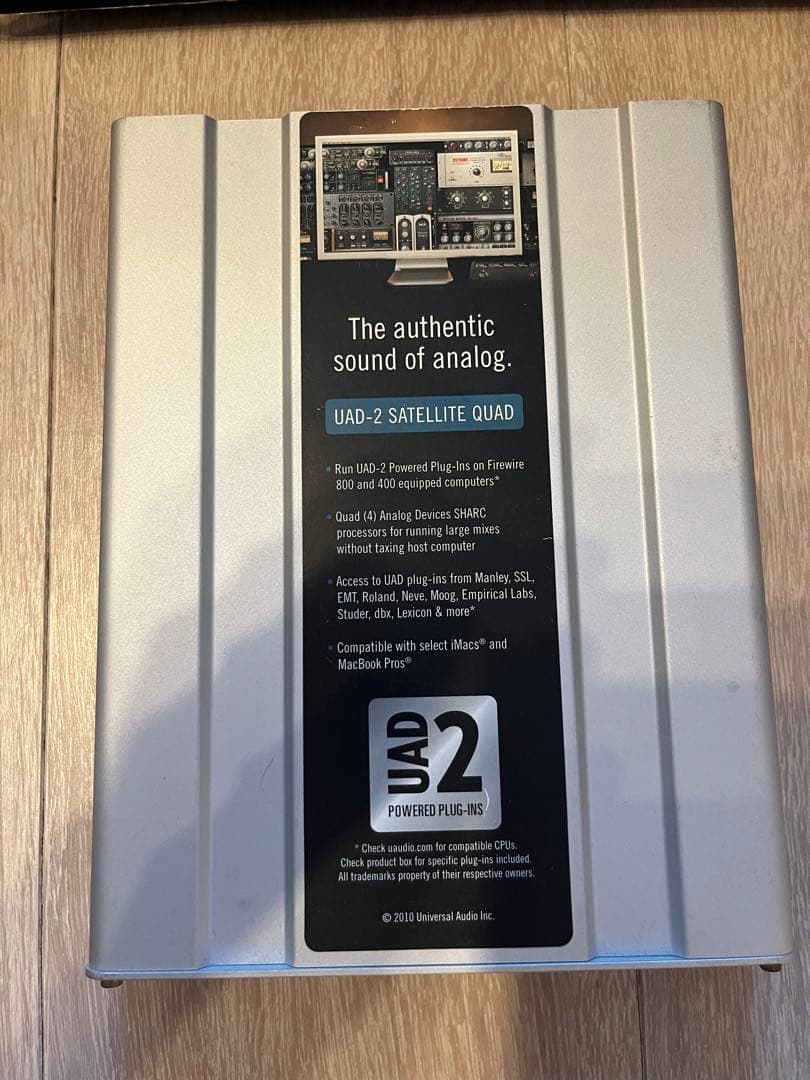 The authentic
sound of analog.
UAD-2 SATELLITE QUAD
• Run UAD-2 Powered Plug-Ins on Firewire
800 and 400 equipped computers*
• Quad (4) Analog Devices SHARC
processors for running large mixes
without taxing host computer
• Access to UAD plug-ins from Manley, SSL,
EMT, Roland, Neve, Moog, Empirical Labs,
Studer, dbx, Lexicon & more*
• Compatible with select iMacs® and
MacBook Pros®
UAD 2
POWERED PLUG-INS
* Check uaudio.com for compatible CPUs.
Check product box for specific plug-ins included.
All trademarks property of their respective owners.
© 2010 Universal Audio Inc.